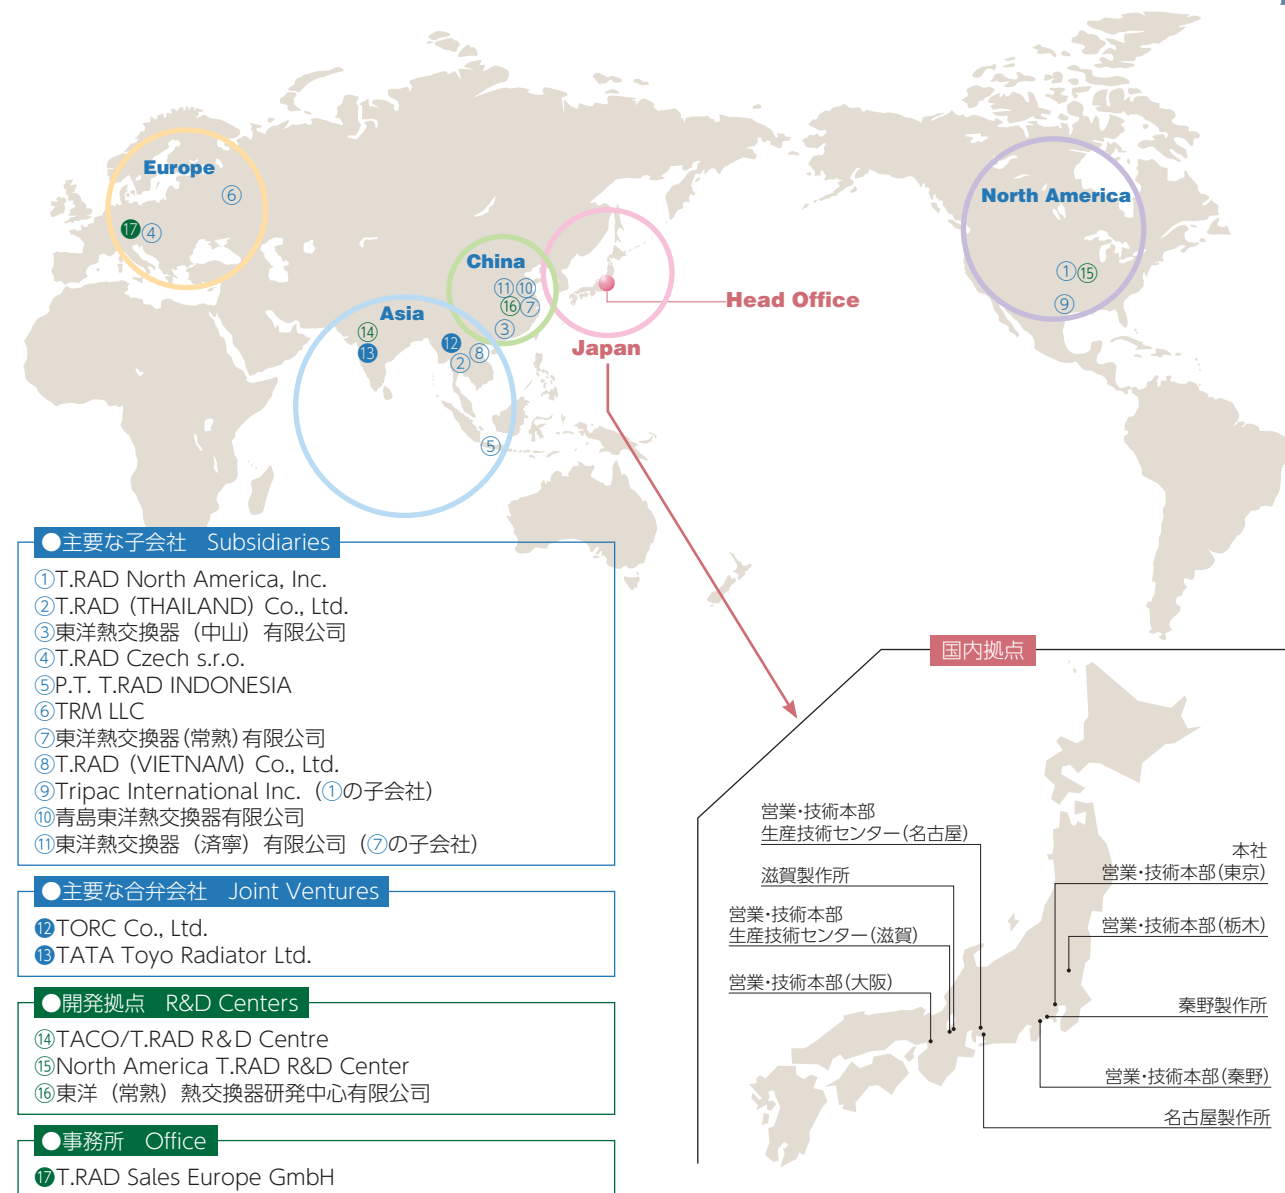 Europe
⑥
⑰④
North America
①⑮
⑨
China
⑪⑩
⑯⑦
③
Asia
⑭
⑬
⑫
②⑧
⑤
Head Office
Japan
●主要な子会社　Subsidiaries
①T.RAD North America, Inc.
②T.RAD（THAILAND）Co., Ltd.
③東洋熱交換器（中山）有限公司
④T.RAD Czech s.r.o.
⑤P.T. T.RAD INDONESIA
⑥TRM LLC
⑦東洋熱交換器(常熟)有限公司
⑧T.RAD（VIETNAM）Co., Ltd.
⑨Tripac International Inc.（①の子会社）
⑩青島東洋熱交換器有限公司
⑪東洋熱交換器（済寧）有限公司（⑦の子会社）
●主要な合弁会社　Joint Ventures
⑫TORC Co., Ltd.
⑬TATA Toyo Radiator Ltd.
●開発拠点　R&D Centers
⑭TACO/T.RAD R&D Centre
⑮North America T.RAD R&D Center
⑯東洋（常熟）熱交換器研発中心有限公司
●事務所　Office
⑰T.RAD Sales Europe GmbH
国内拠点
営業・技術本部
生産技術センター(名古屋)
滋賀製作所
営業・技術本部
生産技術センター(滋賀)
営業・技術本部(大阪)
本社
営業・技術本部(東京)
営業・技術本部(栃木)
秦野製作所
営業・技術本部(秦野)
名古屋製作所